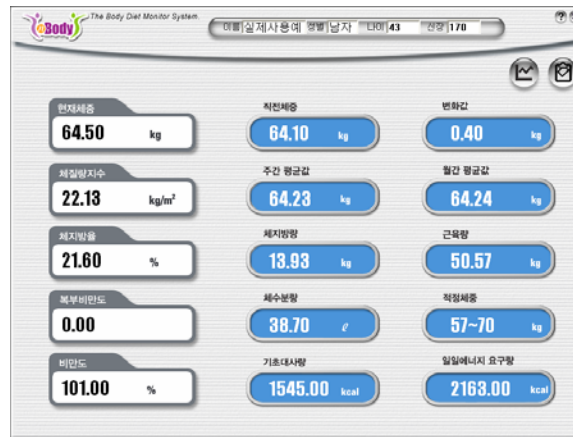 eBody The Body Diet Monitor System.
이름 실제사용예 성별 남자 나이 43 신장 170
현재체중 직전체중 변화값
64.50 kg 64.10 kg 0.40 kg
체질량지수 주간 평균값 월간 평균값
22.13 kg/m² 64.23 kg 64.24 kg
체지방율 체지방량 근육량
21.60 % 13.93 kg 50.57 kg
복부비만도 체수분량 적정체중
0.00 38.70 ℓ 57~70 kg
비만도 기초대사량 일일에너지 요구량
101.00 % 1545.00 kcal 2163.00 kcal